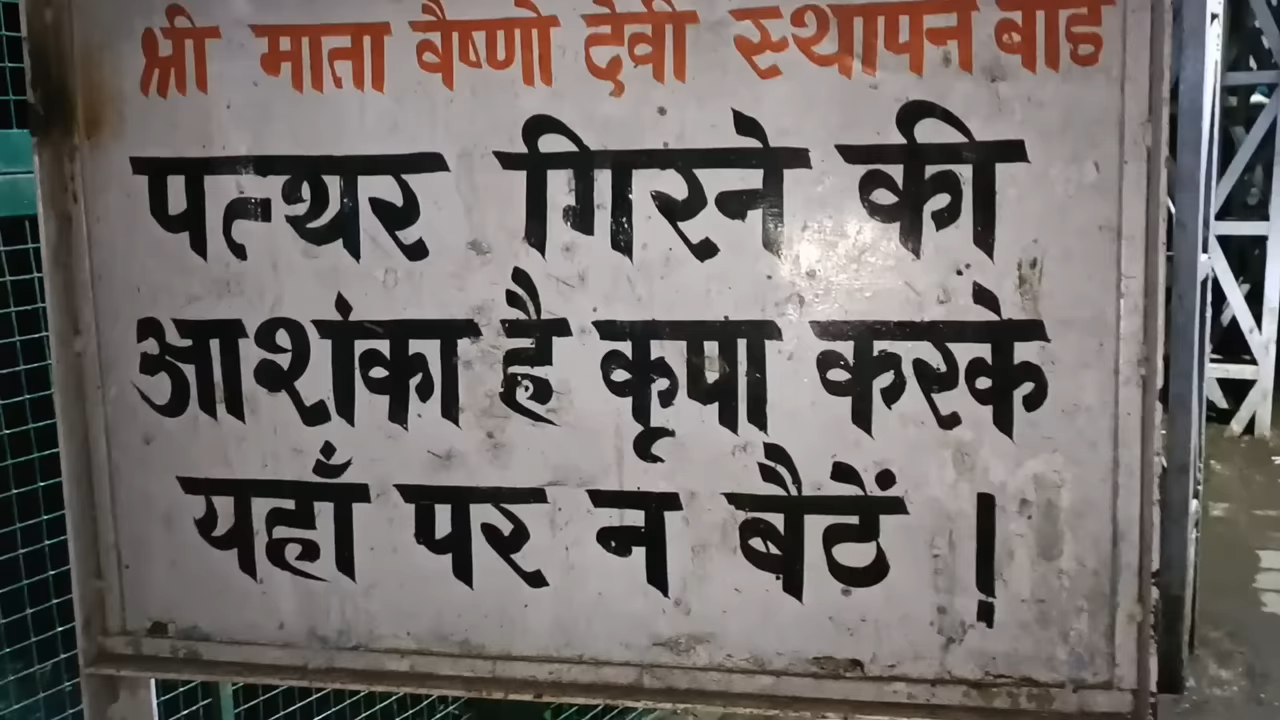 श्री माता वैष्णो देवी स्थापन बोर्ड
पत्थर गिरने की
आशंका है कृपा करके
यहाँ पर न बैठें !